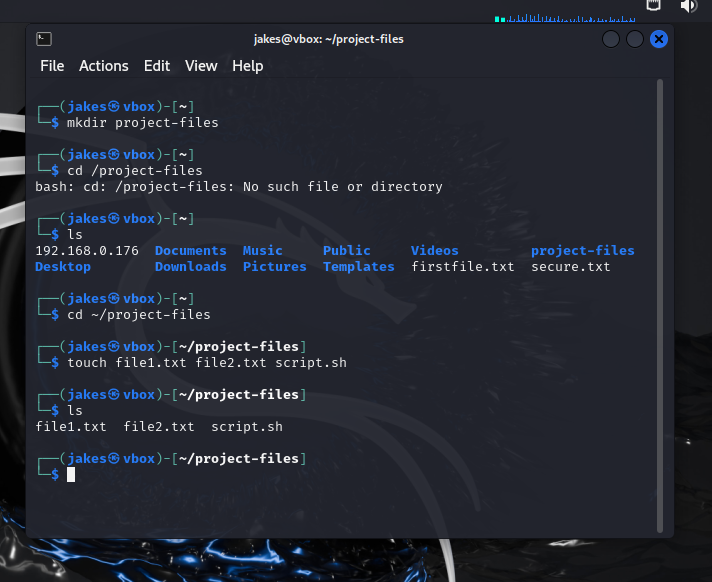 jakes@vbox: ~/project-files
File Actions Edit View Help
┌──(jakes㉿vbox)-[~]
└─$ mkdir project-files
┌──(jakes㉿vbox)-[~]
└─$ cd /project-files
bash: cd: /project-files: No such file or directory
┌──(jakes㉿vbox)-[~]
└─$ ls
192.168.0.176  Documents  Music     Public     Videos         project-files
Desktop        Downloads  Pictures  Templates  firstfile.txt  secure.txt
┌──(jakes㉿vbox)-[~]
└─$ cd ~/project-files
┌──(jakes㉿vbox)-[~/project-files]
└─$ touch file1.txt file2.txt script.sh
┌──(jakes㉿vbox)-[~/project-files]
└─$ ls
file1.txt  file2.txt  script.sh
┌──(jakes㉿vbox)-[~/project-files]
└─$